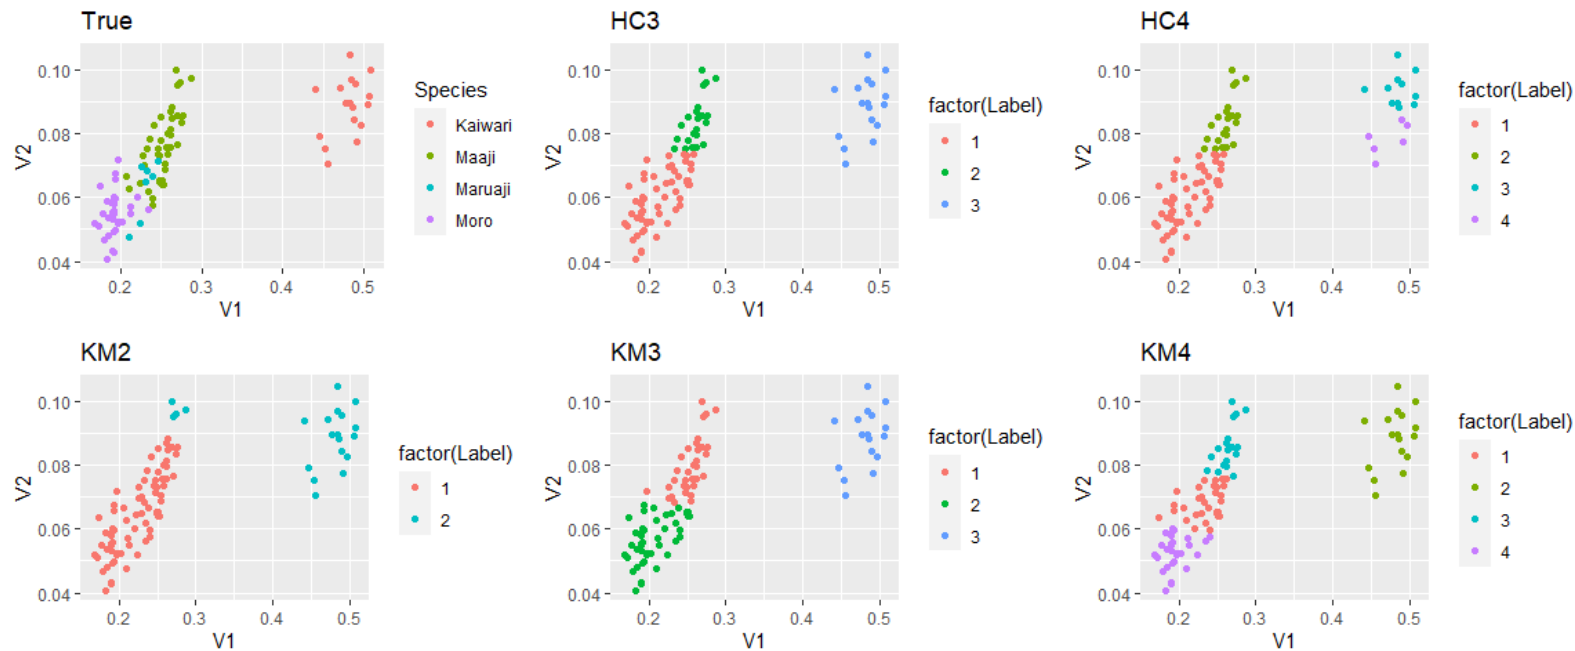 True
V2
0.10
0.08
0.06
0.04
0.2
0.3
0.4
0.5
V1
Species
Kaiwari
Maaji
Maruaji
Moro
HC3
V2
0.10
0.08
0.06
0.04
0.2
0.3
0.4
0.5
V1
factor(Label)
1
2
3
HC4
V2
0.10
0.08
0.06
0.04
0.2
0.3
0.4
0.5
V1
factor(Label)
1
2
3
4
KM2
V2
0.10
0.08
0.06
0.04
0.2
0.3
0.4
0.5
V1
factor(Label)
1
2
KM3
V2
0.10
0.08
0.06
0.04
0.2
0.3
0.4
0.5
V1
factor(Label)
1
2
3
KM4
V2
0.10
0.08
0.06
0.04
0.2
0.3
0.4
0.5
V1
factor(Label)
1
2
3
4